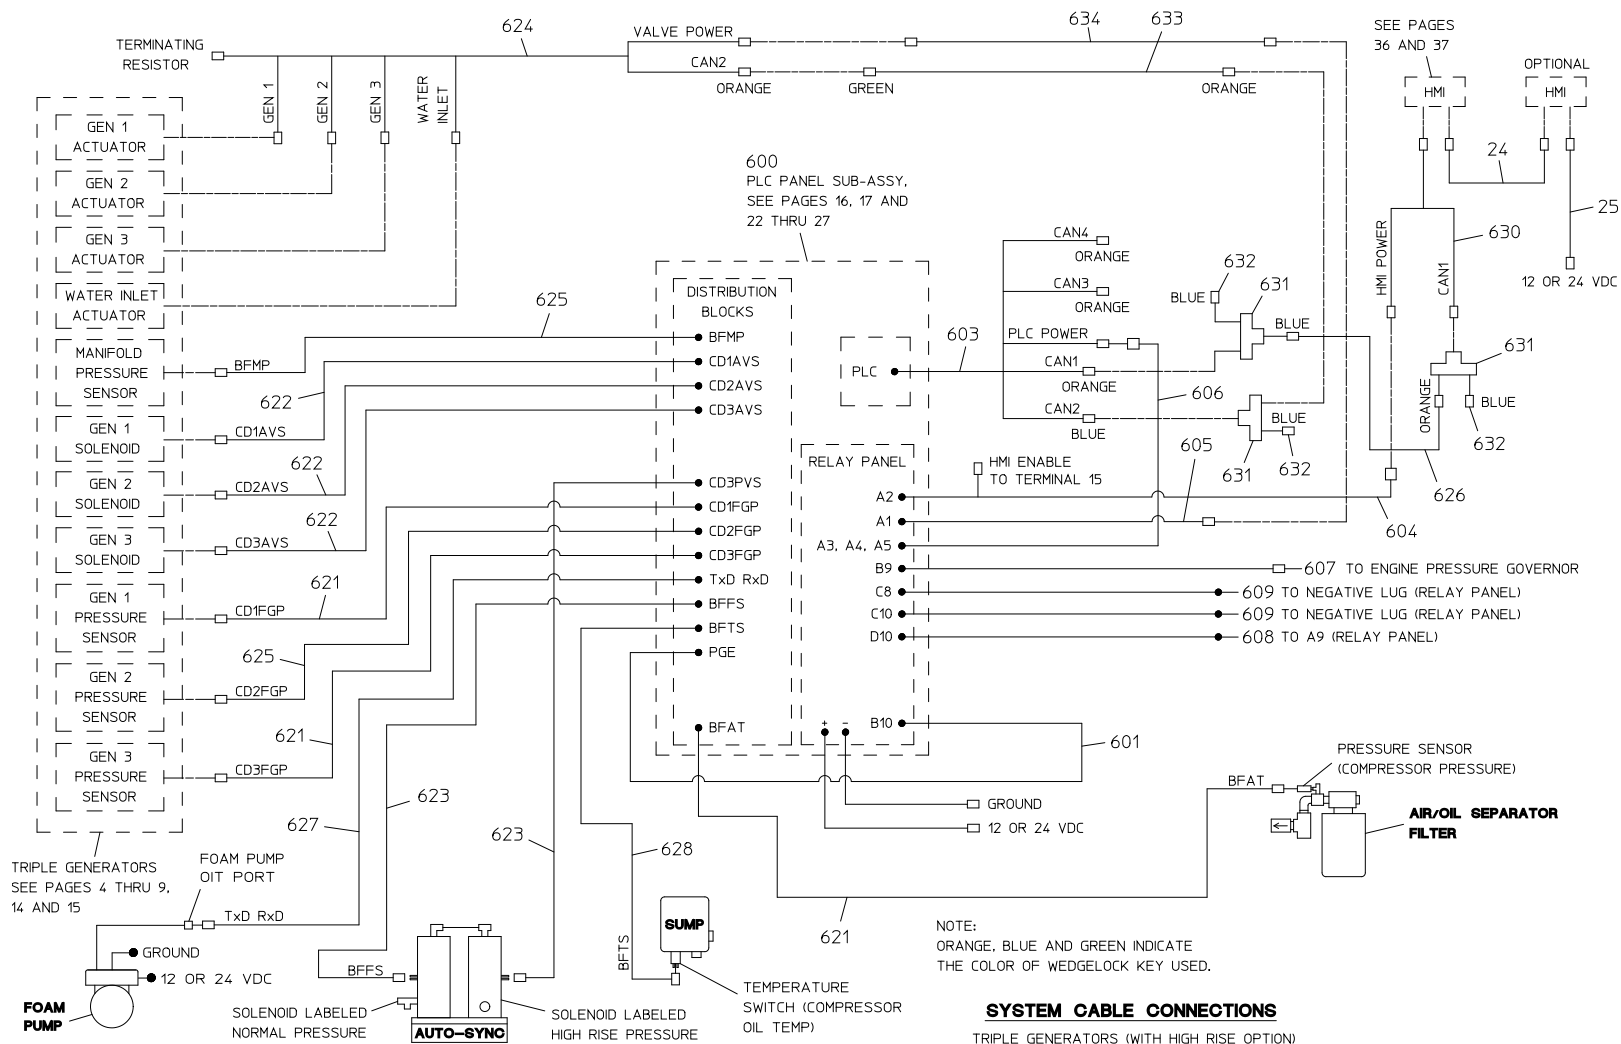 TERMINATING
RESISTOR
624
VALVE POWER
634
633
CAN2
ORANGE
GREEN
ORANGE
SEE PAGES
36 AND 37
HMI
OPTIONAL
HMI
24
25
12 OR 24 VDC
GEN 1
GEN 2
GEN 3
WATER
INLET
GEN 1
ACTUATOR
GEN 2
ACTUATOR
GEN 3
ACTUATOR
WATER INLET
ACTUATOR
MANIFOLD
PRESSURE
SENSOR
GEN 1
SOLENOID
GEN 2
SOLENOID
GEN 3
SOLENOID
GEN 1
PRESSURE
SENSOR
GEN 2
PRESSURE
SENSOR
GEN 3
PRESSURE
SENSOR
BFMP
625
CD1AVS
622
CD2AVS
622
CD3AVS
622
CD1FGP
621
CD2FGP
625
CD3FGP
621
600
PLC PANEL SUB-ASSY,
SEE PAGES 16, 17 AND
22 THRU 27
DISTRIBUTION
BLOCKS
BFMP
CD1AVS
CD2AVS
CD3AVS
CD3PVS
CD1FGP
CD2FGP
CD3FGP
TxD RxD
BFFS
BFTS
PGE
BFAT
PLC
603
CAN4
ORANGE
CAN3
ORANGE
PLC POWER
CAN1
ORANGE
CAN2
BLUE
606
632
BLUE
631
BLUE
BLUE
631
632
HMI POWER
CAN1
630
631
ORANGE
BLUE
632
626
604
RELAY PANEL
HMI ENABLE
TO TERMINAL 15
605
A2
A1
A3, A4, A5
B9
607 TO ENGINE PRESSURE GOVERNOR
C8
609 TO NEGATIVE LUG (RELAY PANEL)
C10
609 TO NEGATIVE LUG (RELAY PANEL)
D10
608 TO A9 (RELAY PANEL)
B10
+ -
601
GROUND
12 OR 24 VDC
BFAT
PRESSURE SENSOR
(COMPRESSOR PRESSURE)
AIR/OIL SEPARATOR
FILTER
TRIPLE GENERATORS
SEE PAGES 4 THRU 9,
14 AND 15
FOAM PUMP
OIT PORT
TxD RxD
627
623
623
628
621
GROUND
12 OR 24 VDC
FOAM
PUMP
BFFS
SOLENOID LABELED
NORMAL PRESSURE
AUTO-SYNC
SOLENOID LABELED
HIGH RISE PRESSURE
BFTS
SUMP
TEMPERATURE
SWITCH (COMPRESSOR
OIL TEMP)
NOTE:
ORANGE, BLUE AND GREEN INDICATE
THE COLOR OF WEDGELOCK KEY USED.
SYSTEM CABLE CONNECTIONS
TRIPLE GENERATORS (WITH HIGH RISE OPTION)